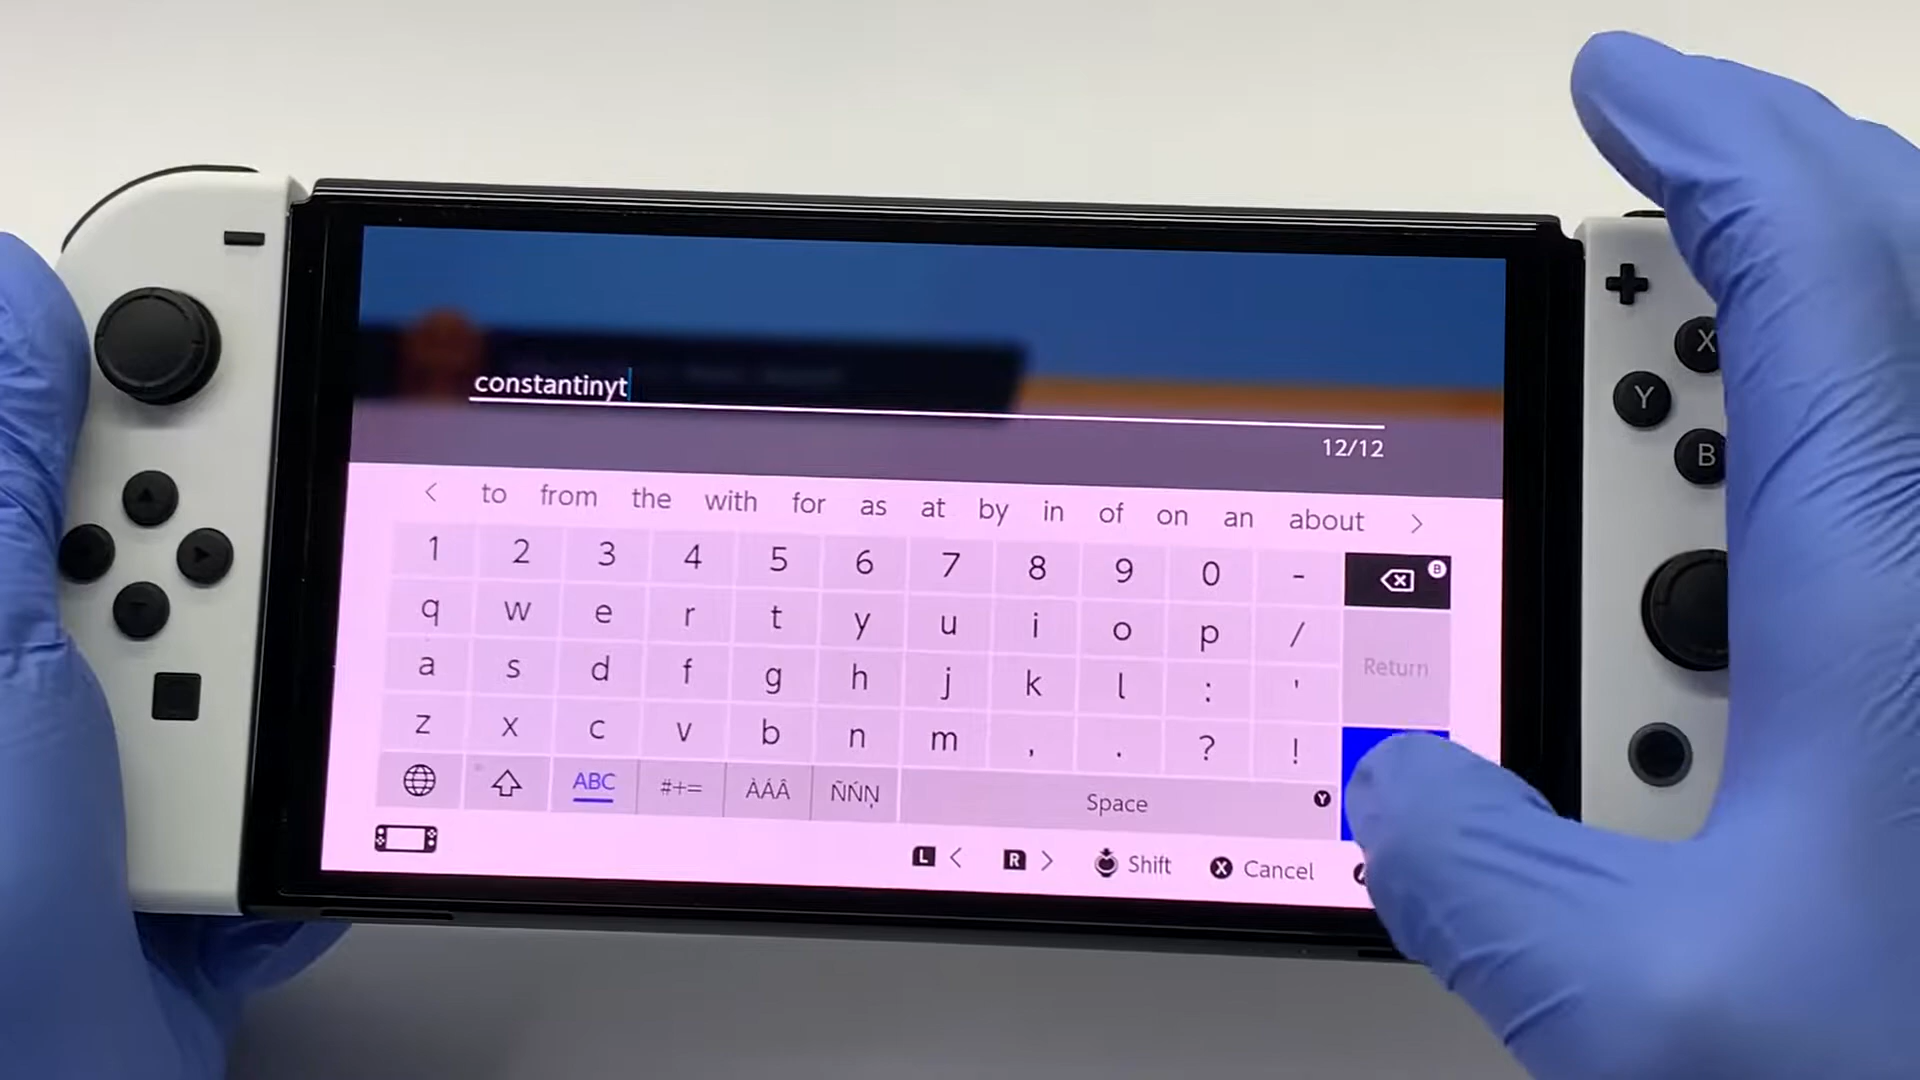 constantinyt
12/12
< to from the with for as at by in of on an about >
1 2 3 4 5 6 7 8 9 0 -
B
q w e r t y u i o p /
Return
a s d f g h j k l : '
z x c v b n m , . ? !
ABC #+= ÀÁÂ ÑŃŅ Space Y
L < R > Shift X Cancel
X
Y
B